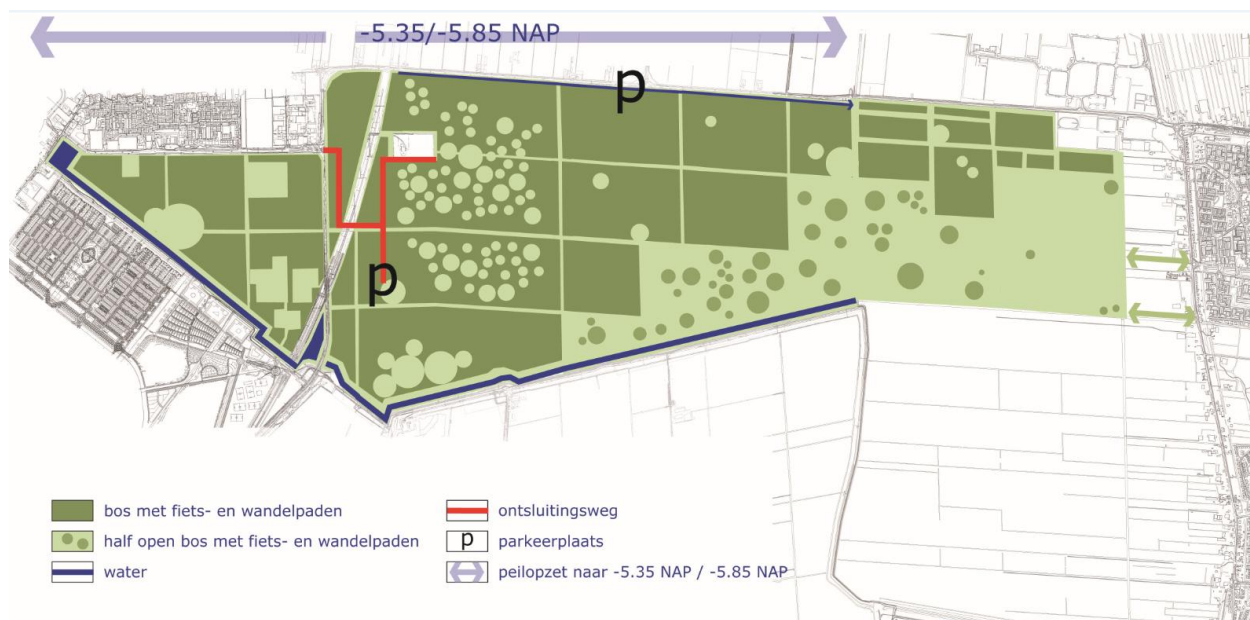 -5.35/-5.85 NAP
p
p
bos met fiets- en wandelpaden
half open bos met fiets- en wandelpaden
water
ontsluitingsweg
p parkeerplaats
peilopzet naar -5.35 NAP / -5.85 NAP